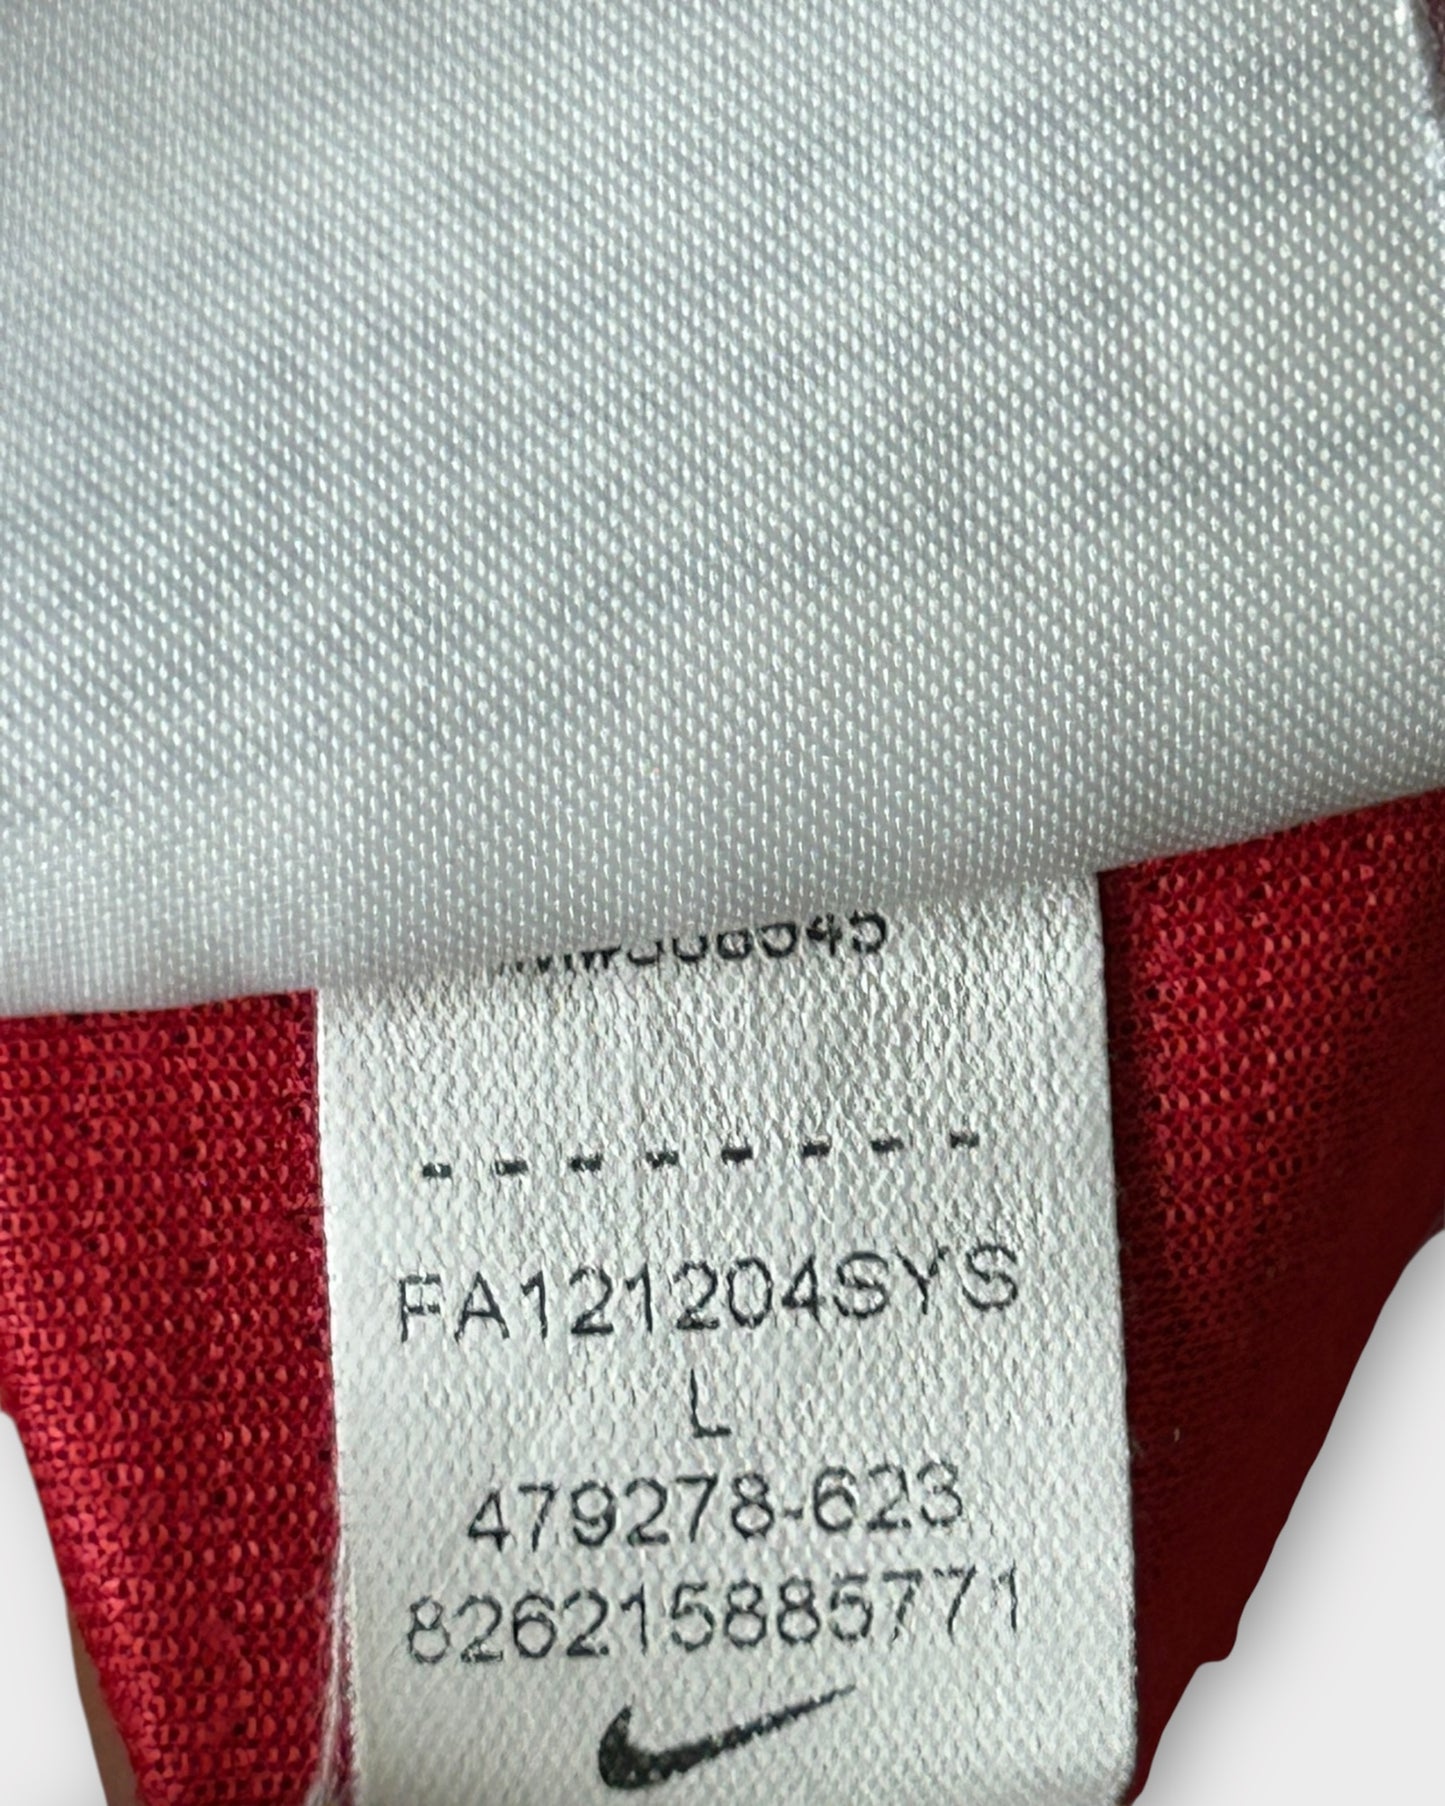 - - - - - - - -
FA121204SYS
L
479278-623
826215885771